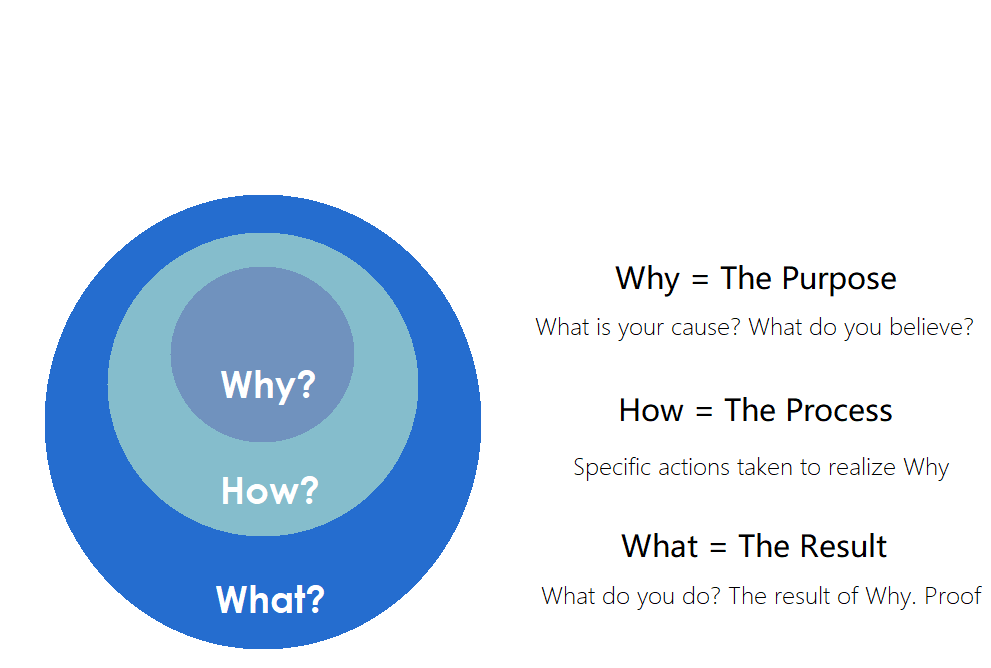 Why?
How?
What?
Why = The Purpose
What is your cause? What do you believe?
How = The Process
Specific actions taken to realize Why
What = The Result
What do you do? The result of Why. Proof